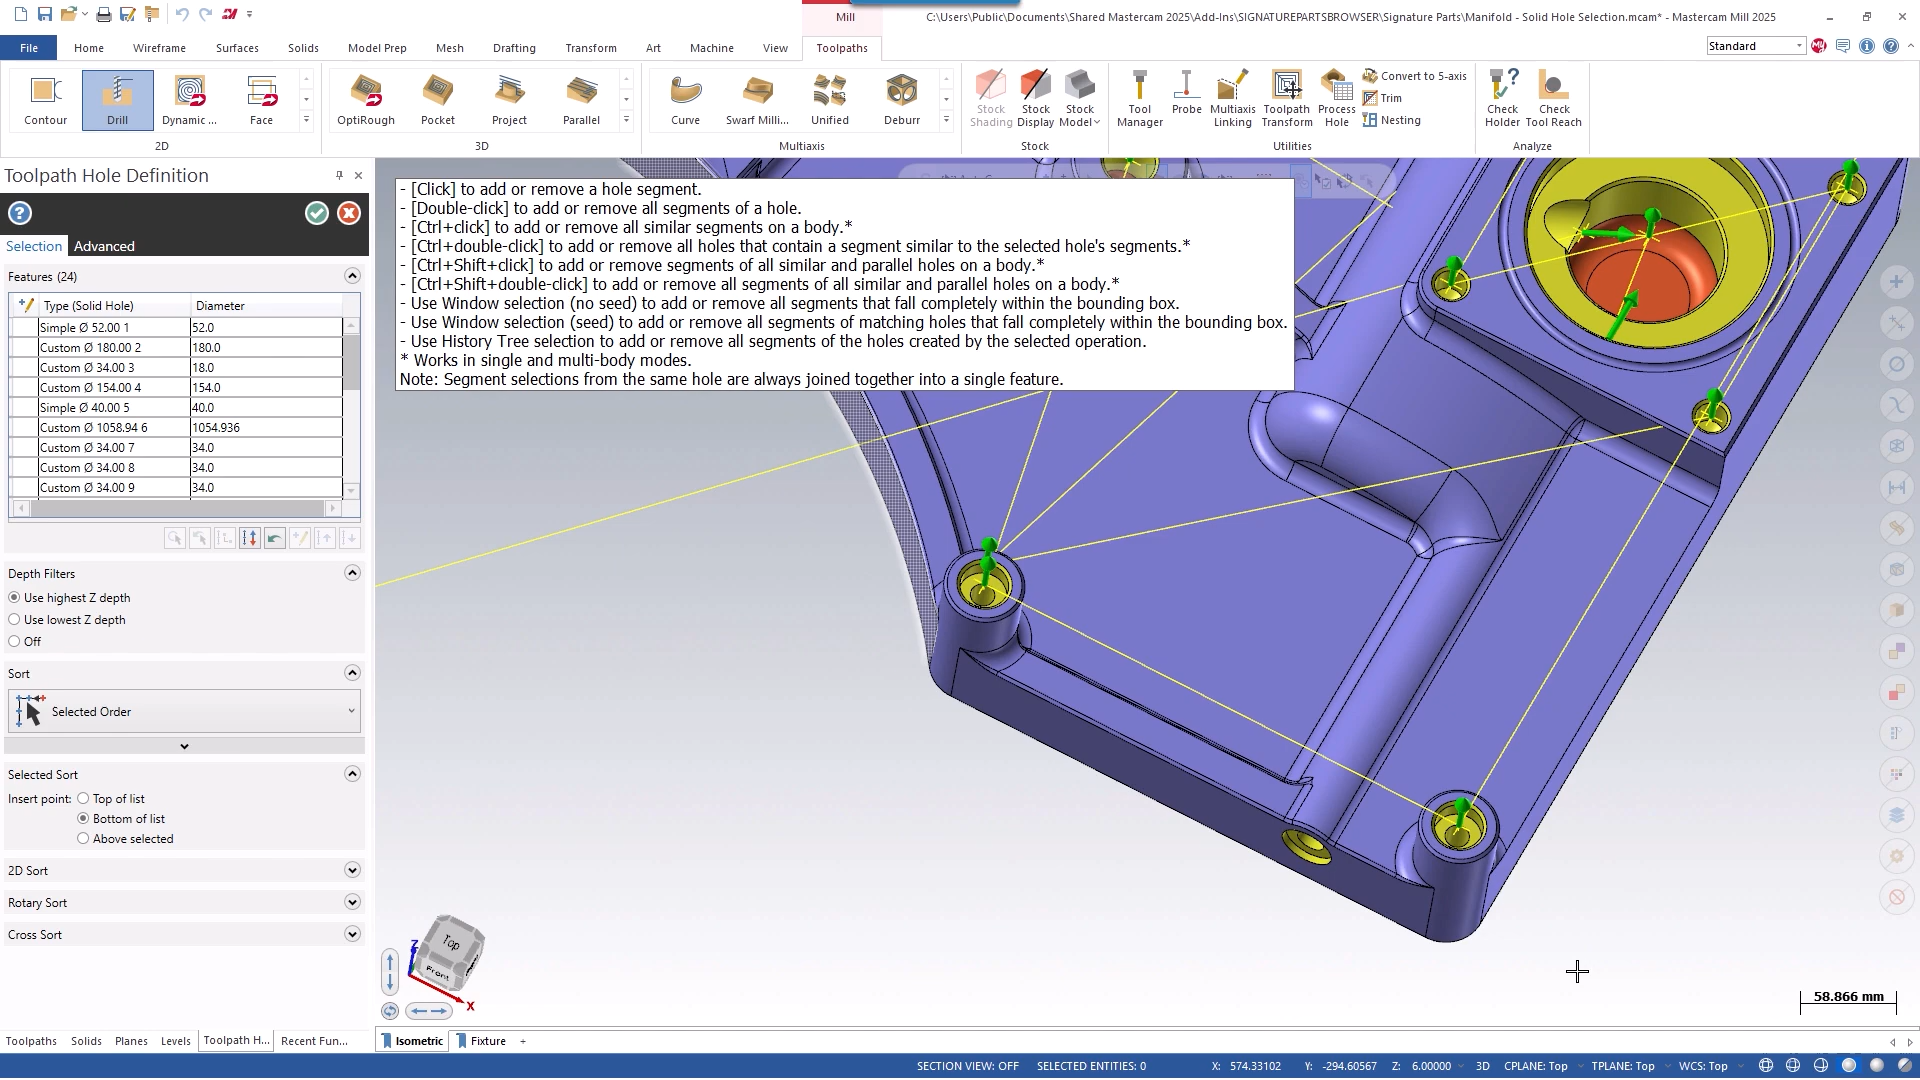 Mill
C:\Users\Public\Documents\Shared Mastercam 2025\Add-Ins\SIGNATUREPARTSBROWSER\Signature Parts\Manifold - Solid Hole Selection.mcam* - Mastercam Mill 2025
File Home Wireframe Surfaces Solids Model Prep Mesh Drafting Transform Art Machine View Toolpaths
Standard
Contour Drill Dynamic ... Face
OptiRough Pocket Project Parallel
Curve Swarf Milli... Unified Deburr
Stock Shading Stock Display Stock Model
Tool Manager Probe Multiaxis Linking Toolpath Transform Process Hole
Convert to 5-axis
Trim
Nesting
Check Holder Check Tool Reach
2D 3D Multiaxis Stock Utilities Analyze
Toolpath Hole Definition
Selection Advanced
Features (24)
Type (Solid Hole) Diameter
Simple Ø 52.00 1 52.0
Custom Ø 180.00 2 180.0
Custom Ø 34.00 3 18.0
Custom Ø 154.00 4 154.0
Simple Ø 40.00 5 40.0
Custom Ø 1058.94 6 1054.936
Custom Ø 34.00 7 34.0
Custom Ø 34.00 8 34.0
Custom Ø 34.00 9 34.0
Depth Filters
Use highest Z depth
Use lowest Z depth
Off
Sort
Selected Order
Selected Sort
Insert point: Top of list
Bottom of list
Above selected
2D Sort
Rotary Sort
Cross Sort
- [Click] to add or remove a hole segment.
- [Double-click] to add or remove all segments of a hole.
- [Ctrl+click] to add or remove all similar segments on a body.*
- [Ctrl+double-click] to add or remove all holes that contain a segment similar to the selected hole's segments.*
- [Ctrl+Shift+click] to add or remove segments of all similar and parallel holes on a body.*
- [Ctrl+Shift+double-click] to add or remove all segments of all similar and parallel holes on a body.*
- Use Window selection (no seed) to add or remove all segments that fall completely within the bounding box.
- Use Window selection (seed) to add or remove all segments of matching holes that fall completely within the bounding box.
- Use History Tree selection to add or remove all segments of the holes created by the selected operation.
* Works in single and multi-body modes.
Note: Segment selections from the same hole are always joined together into a single feature.
Top
Front
Z
X
58.866 mm
Toolpaths Solids Planes Levels Toolpath H... Recent Fun...
Isometric Fixture +
SECTION VIEW: OFF SELECTED ENTITIES: 0 X: 574.33102 Y: -294.60567 Z: 6.00000 3D CPLANE: Top TPLANE: Top WCS: Top